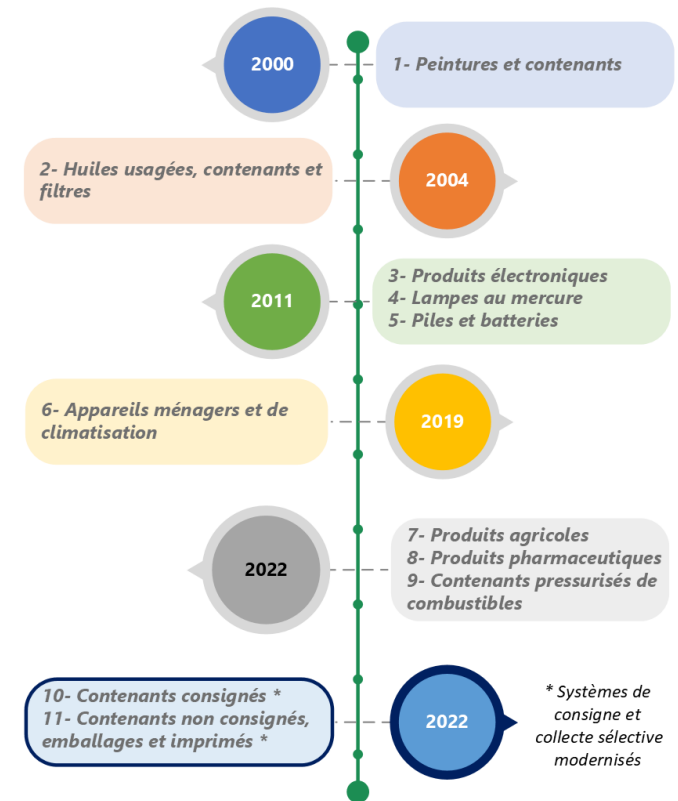 2000
1- Peintures et contenants
2- Huiles usagées, contenants et
filtres
2004
2011
3- Produits électroniques
4- Lampes au mercure
5- Piles et batteries
6- Appareils ménagers et de
climatisation
2019
2022
7- Produits agricoles
8- Produits pharmaceutiques
9- Contenants pressurisés de
combustibles
10- Contenants consignés *
11- Contenants non consignés,
emballages et imprimés *
2022
* Systèmes de
consigne et
collecte sélective
modernisés